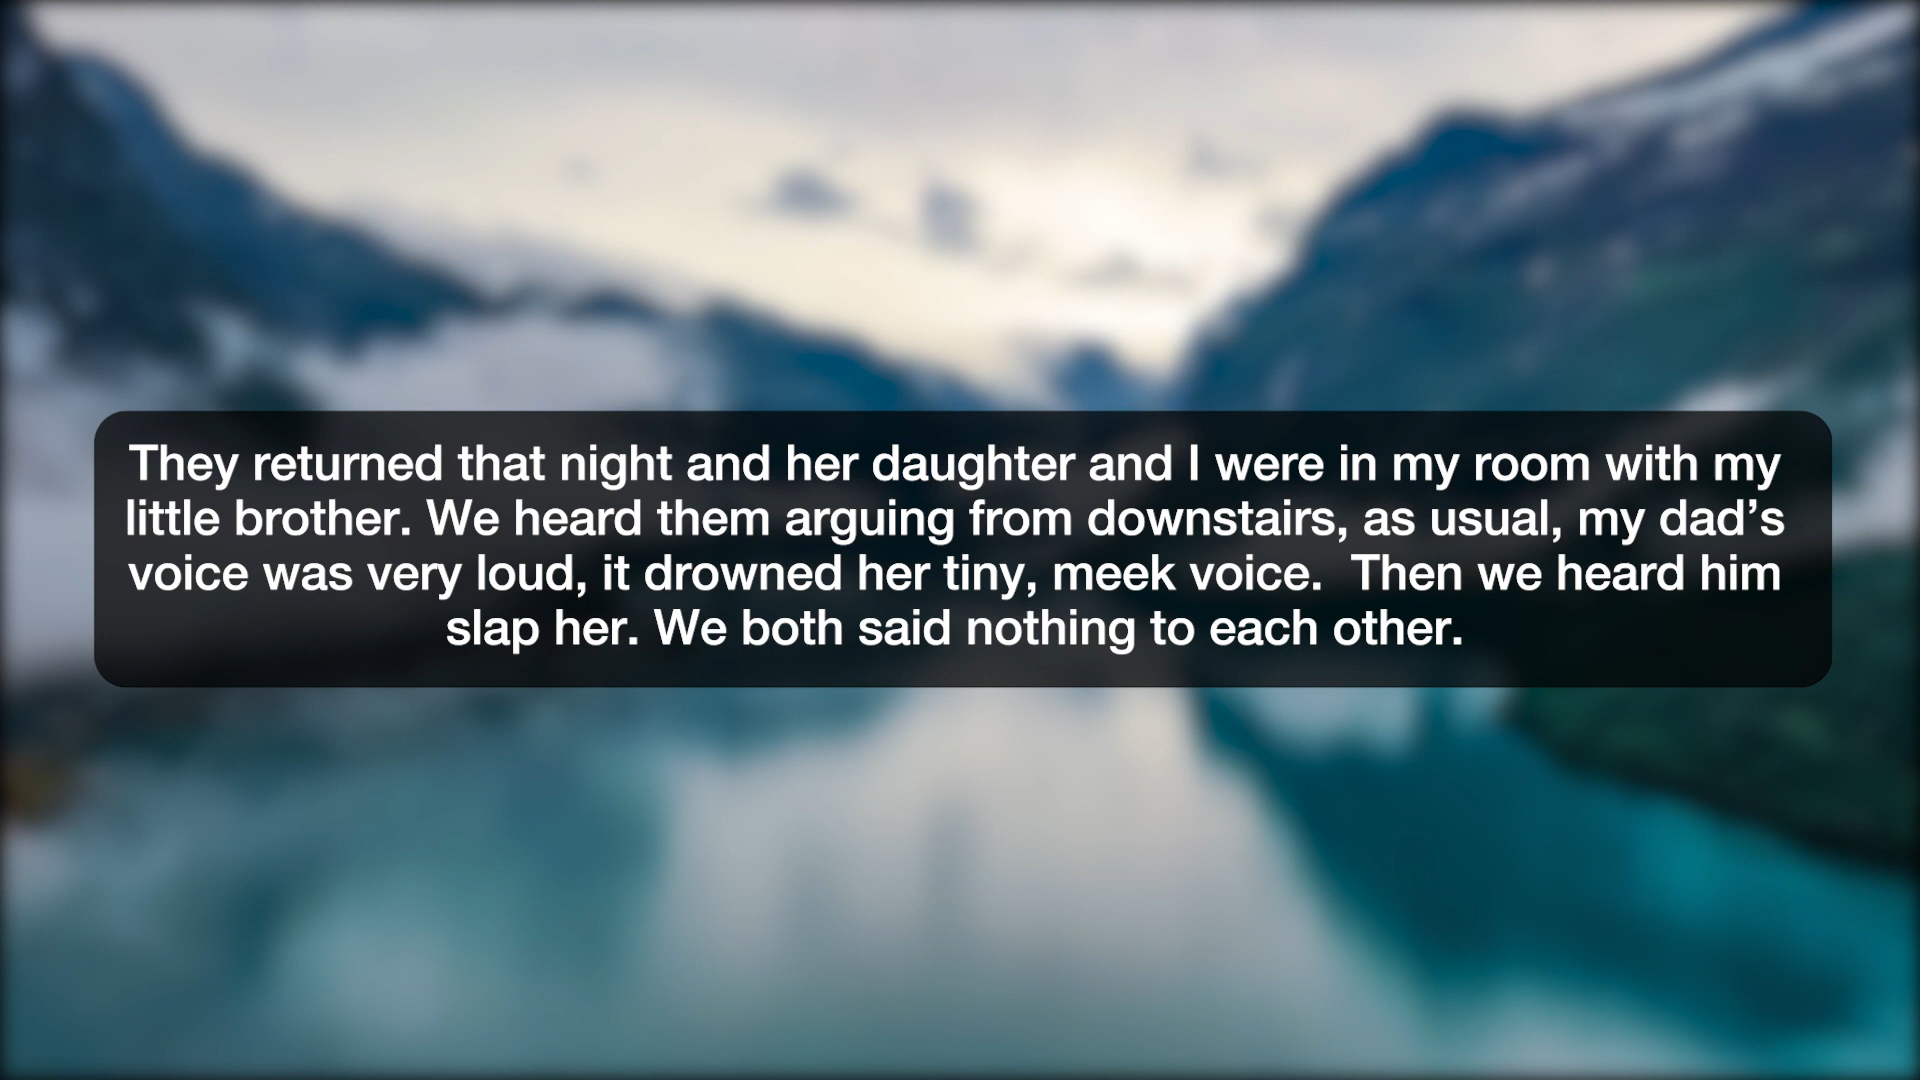 They returned that night and her daughter and I were in my room with my
little brother. We heard them arguing from downstairs, as usual, my dad’s
voice was very loud, it drowned her tiny, meek voice.  Then we heard him
slap her. We both said nothing to each other.